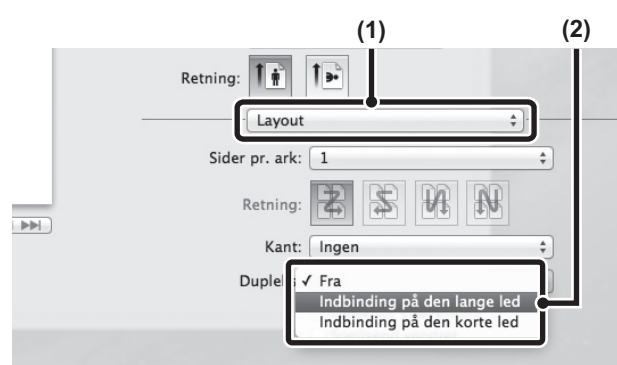 (1) (2)
Retning:
Layout
Sider pr. ark: 1
Retning:
Kant: Ingen
Duplek
✓ Fra
Indbinding på den lange led
Indbinding på den korte led